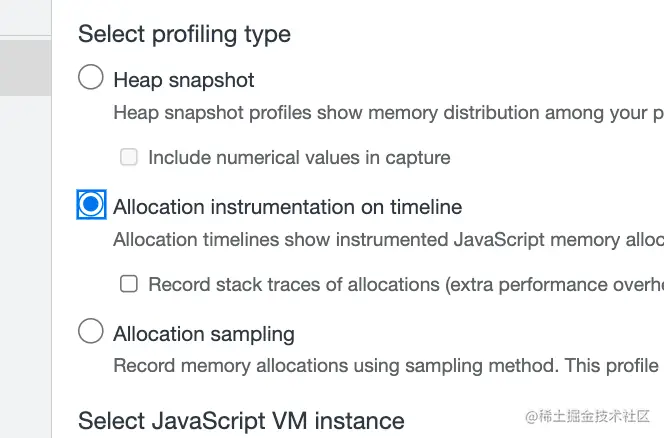 Select profiling type
Heap snapshot
Heap snapshot profiles show memory distribution among your p
Include numerical values in capture
Allocation instrumentation on timeline
Allocation timelines show instrumented JavaScript memory alloc
Record stack traces of allocations (extra performance overhe
Allocation sampling
Record memory allocations using sampling method. This profile
Select JavaScript VM instance
@稀土掘金技术社区